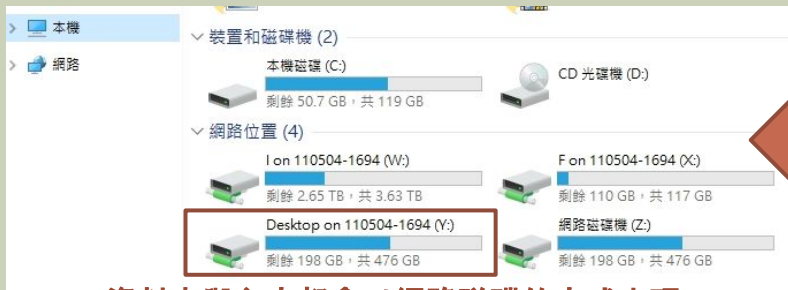 本機
網路
裝置和磁碟機 (2)
本機磁碟 (C:)
剩餘 50.7 GB，共 119 GB
CD 光碟機 (D:)
網路位置 (4)
I on 110504-1694 (W:)
剩餘 2.65 TB，共 3.63 TB
F on 110504-1694 (X:)
剩餘 110 GB，共 117 GB
Desktop on 110504-1694 (Y:)
剩餘 198 GB，共 476 GB
網路磁碟機 (Z:)
剩餘 198 GB，共 476 GB